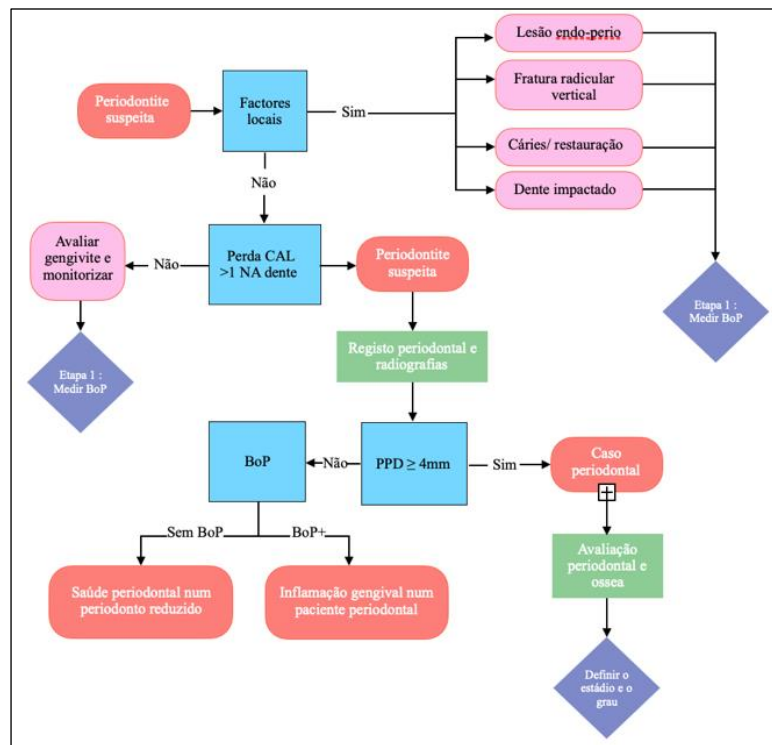 Lesão endo-perio
Periodontite
suspeita
Factores
locais
Sim
Fratura radicular
vertical
Cáries/ restauração
Não
Dente impactado
Avaliar
gengivite e
monitorizar
Não
Perda CAL
>1 NA dente
Periodontite
suspeita
Etapa 1 :
Medir BoP
Etapa 1 :
Medir BoP
Registo periodontal e
radiografias
BoP
Não
PPD ≥ 4mm
Sim
Caso
periodontal
Sem BoP
BoP+
Saúde periodontal num
periodonto reduzido
Inflamação gengival num
paciente periodontal
Avaliação
periodontal e
ossea
Definir o
estádio e o
grau